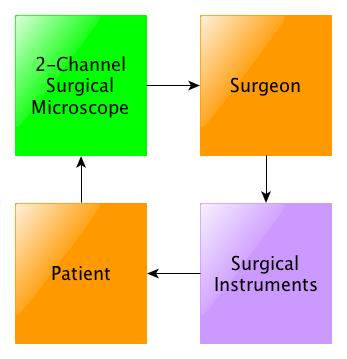 2-Channel
Surgical
Microscope
Surgeon
Patient
Surgical
Instruments